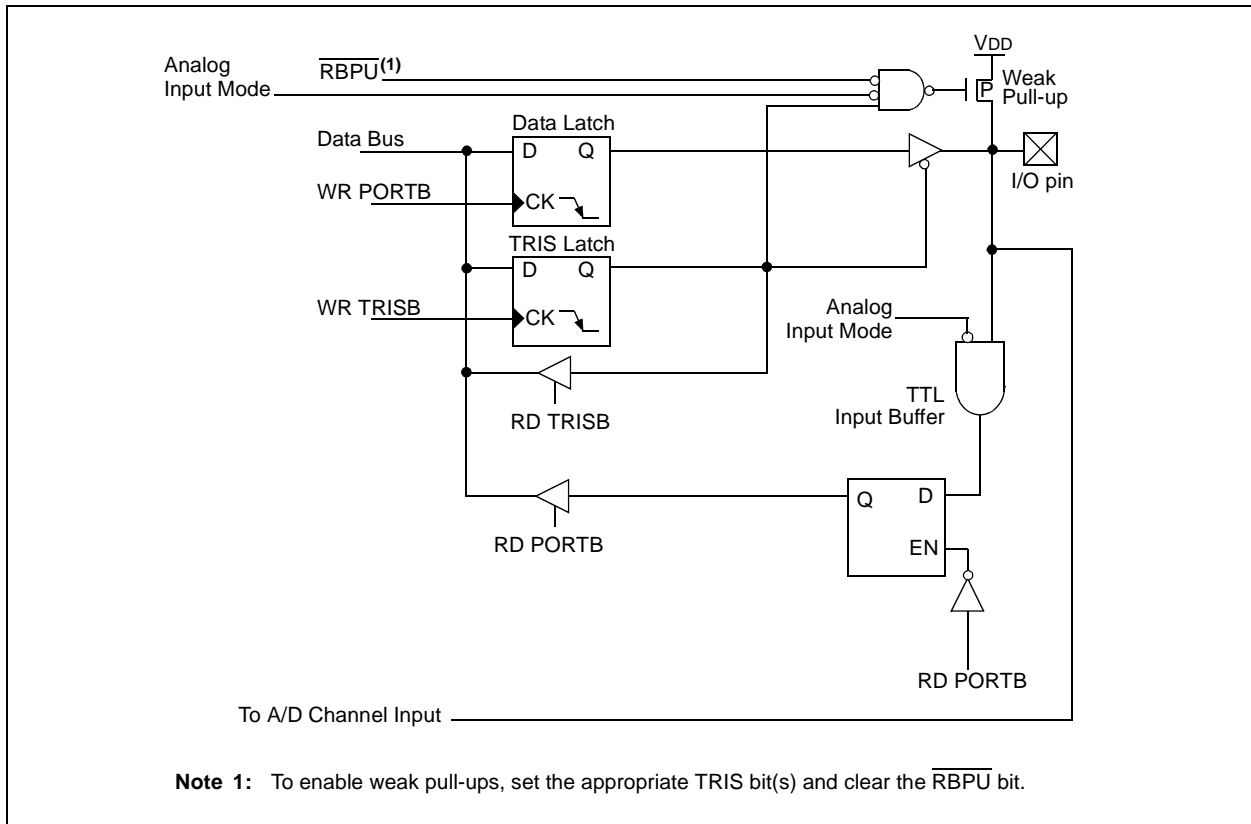 VDD
Analog
Input Mode
RBPU(1)
P
Weak
Pull-up
Data Bus
Data Latch
D Q
I/O pin
WR PORTB
CK
TRIS Latch
D Q
WR TRISB
CK
Analog
Input Mode
RD TRISB
TTL
Input Buffer
Q D
RD PORTB
EN
RD PORTB
To A/D Channel Input
Note 1: To enable weak pull-ups, set the appropriate TRIS bit(s) and clear the RBPU bit.